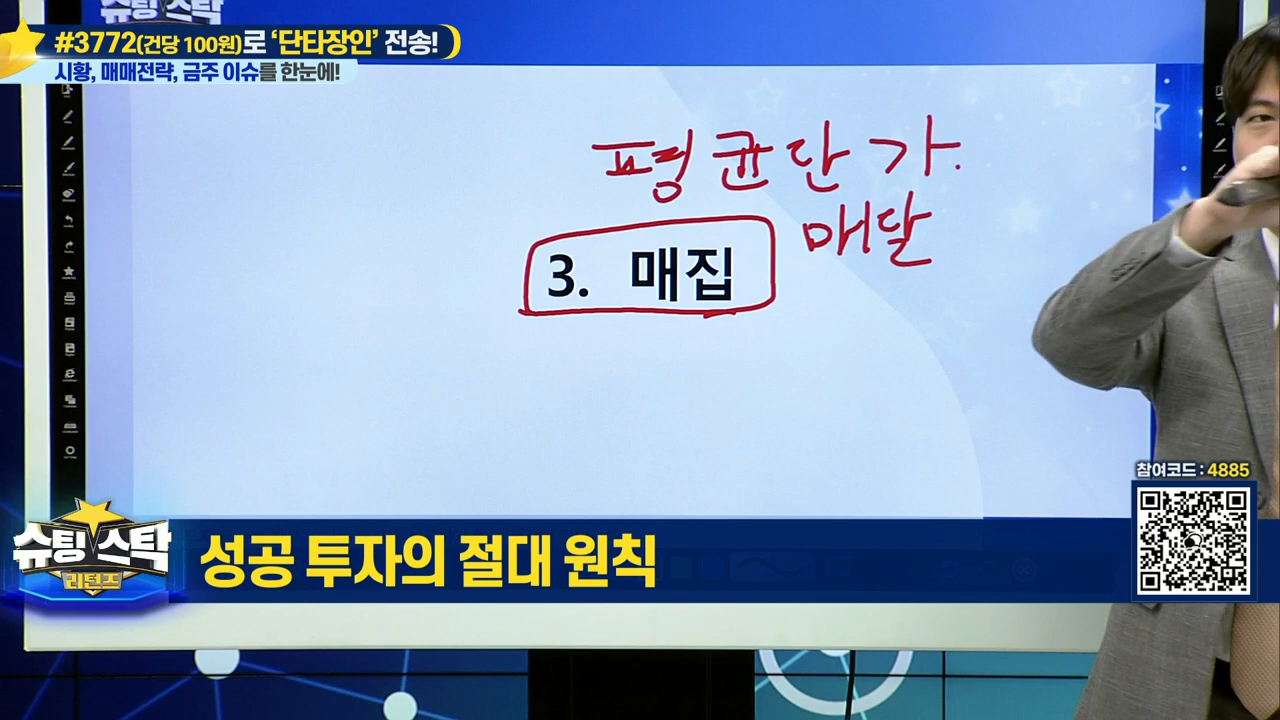 슈팅 스탁
#3772(건당 100원)로 ‘단타장인’ 전송!
시황, 매매전략, 금주 이슈를 한눈에!
평균단가.
매달
3. 매집
참여코드 : 4885
슈팅 스탁
리턴즈
성공 투자의 절대 원칙